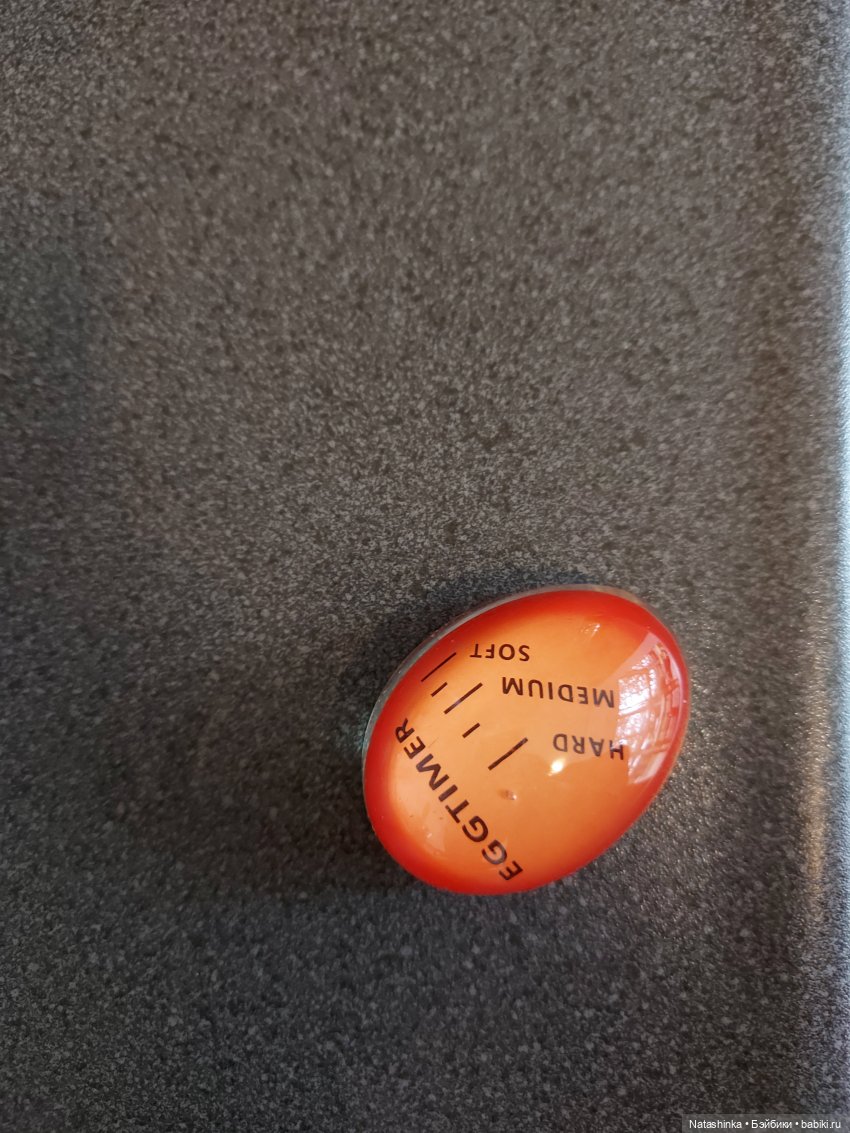 SOFT
MEDIUM
HARD
EGGTIMER
Natashinka • Бэйбики • babiki.ru